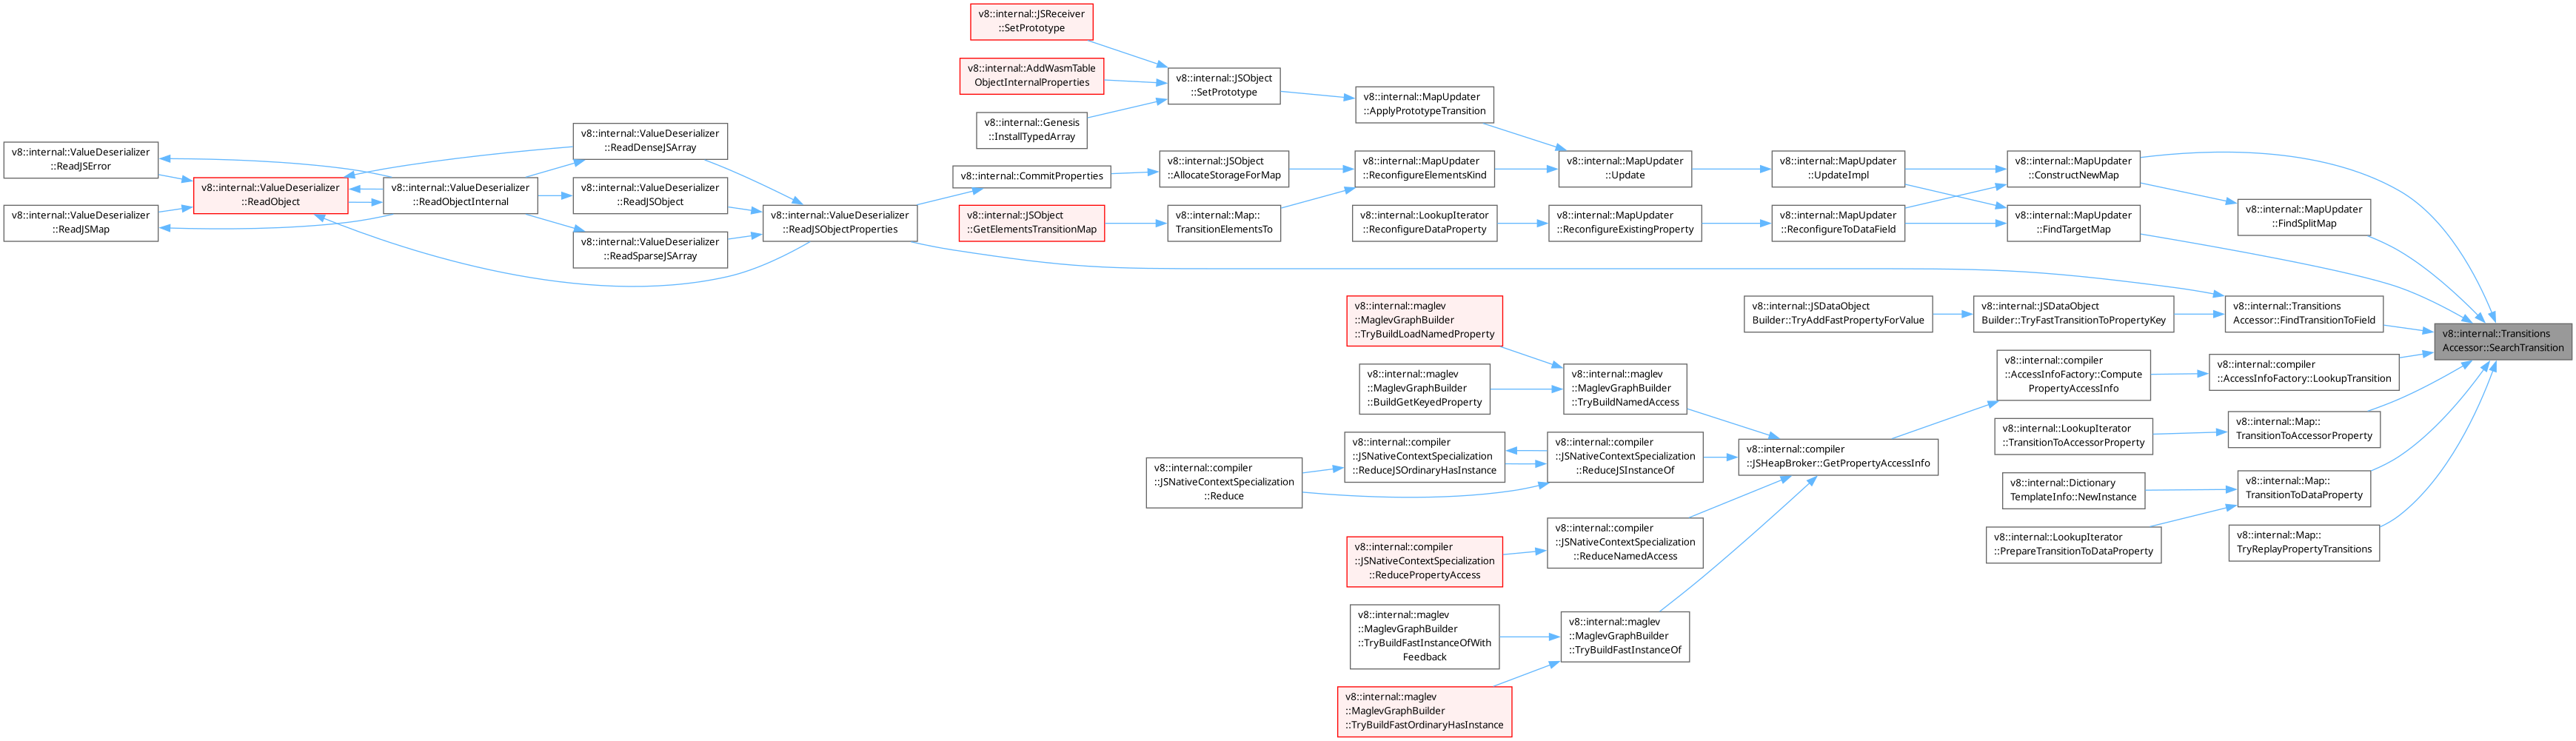 v8::internal::JSReceiver
::SetPrototype
v8::internal::AddWasmTable
ObjectInternalProperties
v8::internal::Genesis
::InstallTypedArray
v8::internal::JSObject
::SetPrototype
v8::internal::MapUpdater
::ApplyPrototypeTransition
v8::internal::ValueDeserializer
::ReadJSError
v8::internal::ValueDeserializer
::ReadJSMap
v8::internal::ValueDeserializer
::ReadObject
v8::internal::ValueDeserializer
::ReadObjectInternal
v8::internal::ValueDeserializer
::ReadDenseJSArray
v8::internal::ValueDeserializer
::ReadJSObject
v8::internal::ValueDeserializer
::ReadSparseJSArray
v8::internal::ValueDeserializer
::ReadJSObjectProperties
v8::internal::CommitProperties
v8::internal::JSObject
::GetElementsTransitionMap
v8::internal::JSObject
::AllocateStorageForMap
v8::internal::Map::
TransitionElementsTo
v8::internal::MapUpdater
::ReconfigureElementsKind
v8::internal::LookupIterator
::ReconfigureDataProperty
v8::internal::MapUpdater
::Update
v8::internal::MapUpdater
::ReconfigureExistingProperty
v8::internal::MapUpdater
::UpdateImpl
v8::internal::MapUpdater
::ReconfigureToDataField
v8::internal::MapUpdater
::ConstructNewMap
v8::internal::MapUpdater
::FindTargetMap
v8::internal::MapUpdater
::FindSplitMap
v8::internal::maglev
::MaglevGraphBuilder
::TryBuildLoadNamedProperty
v8::internal::JSDataObject
Builder::TryAddFastPropertyForValue
v8::internal::JSDataObject
Builder::TryFastTransitionToPropertyKey
v8::internal::Transitions
Accessor::FindTransitionToField
v8::internal::Transitions
Accessor::SearchTransition
v8::internal::maglev
::MaglevGraphBuilder
::BuildGetKeyedProperty
v8::internal::maglev
::MaglevGraphBuilder
::TryBuildNamedAccess
v8::internal::compiler
::AccessInfoFactory::Compute
PropertyAccessInfo
v8::internal::compiler
::AccessInfoFactory::LookupTransition
v8::internal::LookupIterator
::TransitionToAccessorProperty
v8::internal::Map::
TransitionToAccessorProperty
v8::internal::compiler
::JSNativeContextSpecialization
::Reduce
v8::internal::compiler
::JSNativeContextSpecialization
::ReduceJSOrdinaryHasInstance
v8::internal::compiler
::JSNativeContextSpecialization
::ReduceJSInstanceOf
v8::internal::compiler
::JSHeapBroker::GetPropertyAccessInfo
v8::internal::Dictionary
TemplateInfo::NewInstance
v8::internal::Map::
TransitionToDataProperty
v8::internal::LookupIterator
::PrepareTransitionToDataProperty
v8::internal::Map::
TryReplayPropertyTransitions
v8::internal::compiler
::JSNativeContextSpecialization
::ReducePropertyAccess
v8::internal::compiler
::JSNativeContextSpecialization
::ReduceNamedAccess
v8::internal::maglev
::MaglevGraphBuilder
::TryBuildFastInstanceOfWith
Feedback
v8::internal::maglev
::MaglevGraphBuilder
::TryBuildFastInstanceOf
v8::internal::maglev
::MaglevGraphBuilder
::TryBuildFastOrdinaryHasInstance